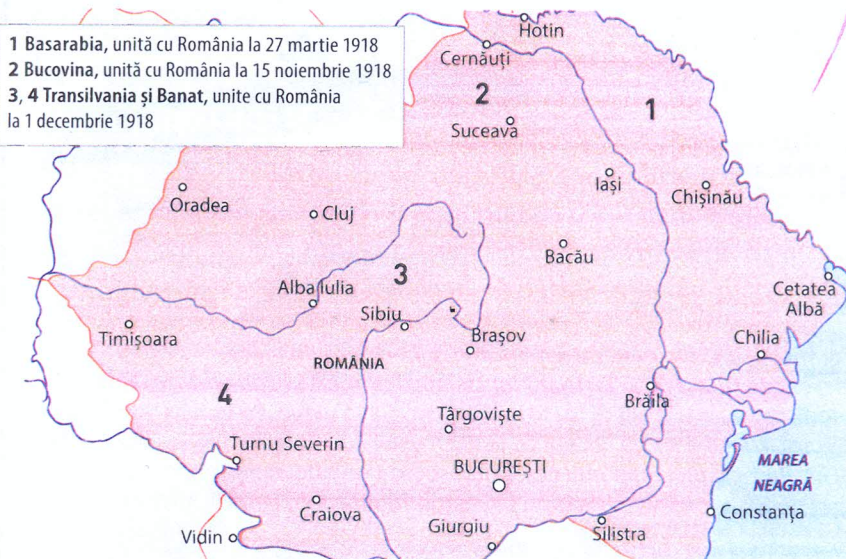 1 Basarabia, unită cu România la 27 martie 1918
2 Bucovina, unită cu România la 15 noiembrie 1918
3, 4 Transilvania și Banat, unite cu România
la 1 decembrie 1918
Hotin
Cernăuți
2
1
Suceava
Iași
Oradea
Chișinău
Cluj
Bacău
3
Alba Iulia
Cetatea
Albă
Sibiu
Timișoara
Brașov
Chilia
ROMÂNIA
4
Brăila
Târgoviște
Turnu Severin
BUCUREȘTI
MAREA
NEAGRĂ
Craiova
Constanța
Giurgiu
Silistra
Vidin